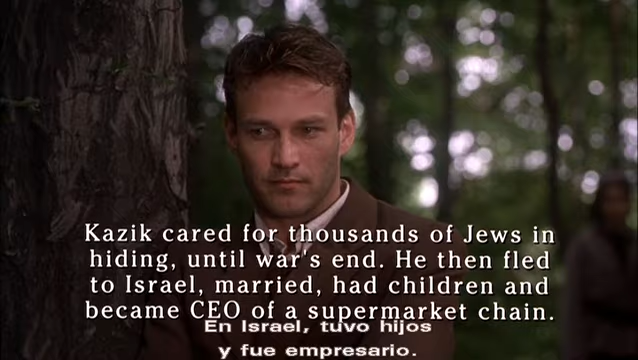 Kazik cared for thousands of Jews in
hiding, until war's end. He then fled
to Israel, married, had children and
became CEO of a supermarket chain.
En Israel, tuvo hijos
y fue empresario.